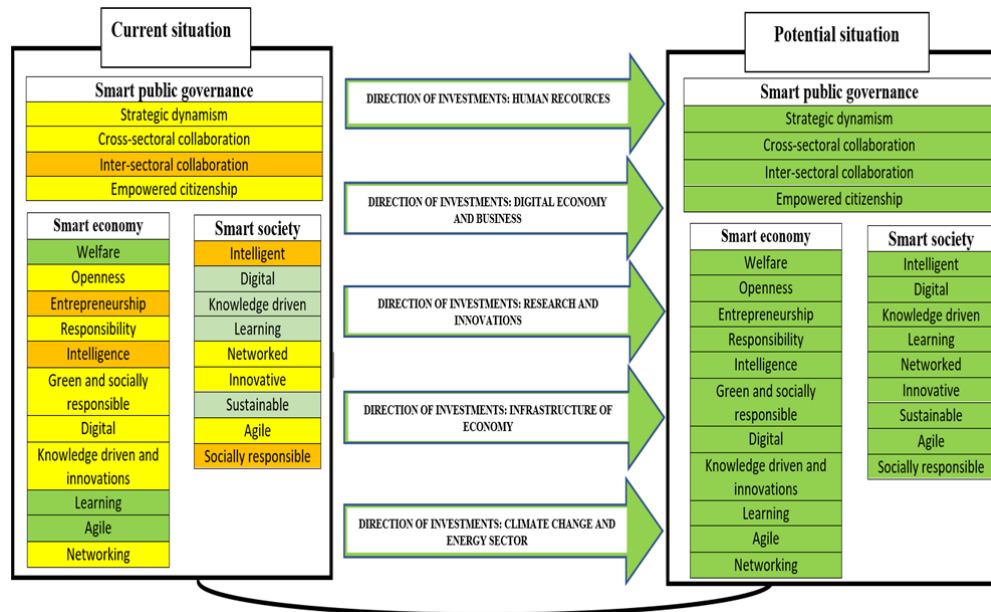 Current situation
Smart public governance
Strategic dynamism
Cross-sectoral collaboration
Inter-sectoral collaboration
Empowered citizenship
Smart economy
Welfare
Openness
Entrepreneurship
Responsibility
Intelligence
Green and socially
responsible
Digital
Knowledge driven and
innovations
Learning
Agile
Networking
Smart society
Intelligent
Digital
Knowledge driven
Learning
Networked
Innovative
Sustainable
Agile
Socially responsible
DIRECTION OF INVESTMENTS: HUMAN RECOURCES
DIRECTION OF INVESTMENTS: DIGITAL ECONOMY
AND BUSINESS
DIRECTION OF INVESTMENTS: RESEARCH AND
INNOVATIONS
DIRECTION OF INVESTMENTS: INFRASTRUCTURE OF
ECONOMY
DIRECTION OF INVESTMENTS: CLIMATE CHANGE AND
ENERGY SECTOR
Potential situation
Smart public governance
Strategic dynamism
Cross-sectoral collaboration
Inter-sectoral collaboration
Empowered citizenship
Smart economy
Welfare
Openness
Entrepreneurship
Responsibility
Intelligence
Green and socially
responsible
Digital
Knowledge driven and
innovations
Learning
Agile
Networking
Smart society
Intelligent
Digital
Knowledge driven
Learning
Networked
Innovative
Sustainable
Agile
Socially responsible